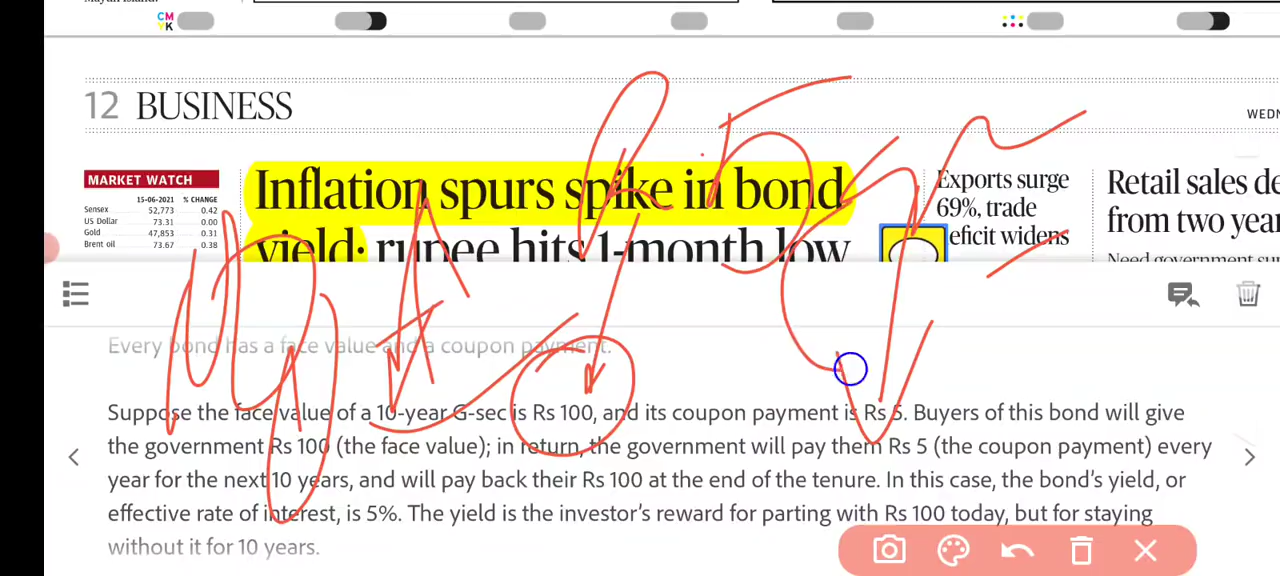 CM
YK
12 BUSINESS
WEDN
MARKET WATCH
15-06-2021 % CHANGE
Sensex 52,773 0.42
US Dollar 73.31 0.00
Gold 47,853 0.31
Brent oil 73.67 0.38
Inflation spurs spike in bond
yield; rupee hits 1-month low
Exports surge
69%, trade
eficit widens
Retail sales de
from two year
Need government sup
Every bond has a face value and a coupon payment.
Suppose the face value of a 10-year G-sec is Rs 100, and its coupon payment is Rs 5. Buyers of this bond will give
the government Rs 100 (the face value); in return, the government will pay them Rs 5 (the coupon payment) every
year for the next 10 years, and will pay back their Rs 100 at the end of the tenure. In this case, the bond's yield, or
effective rate of interest, is 5%. The yield is the investor's reward for parting with Rs 100 today, but for staying
without it for 10 years.